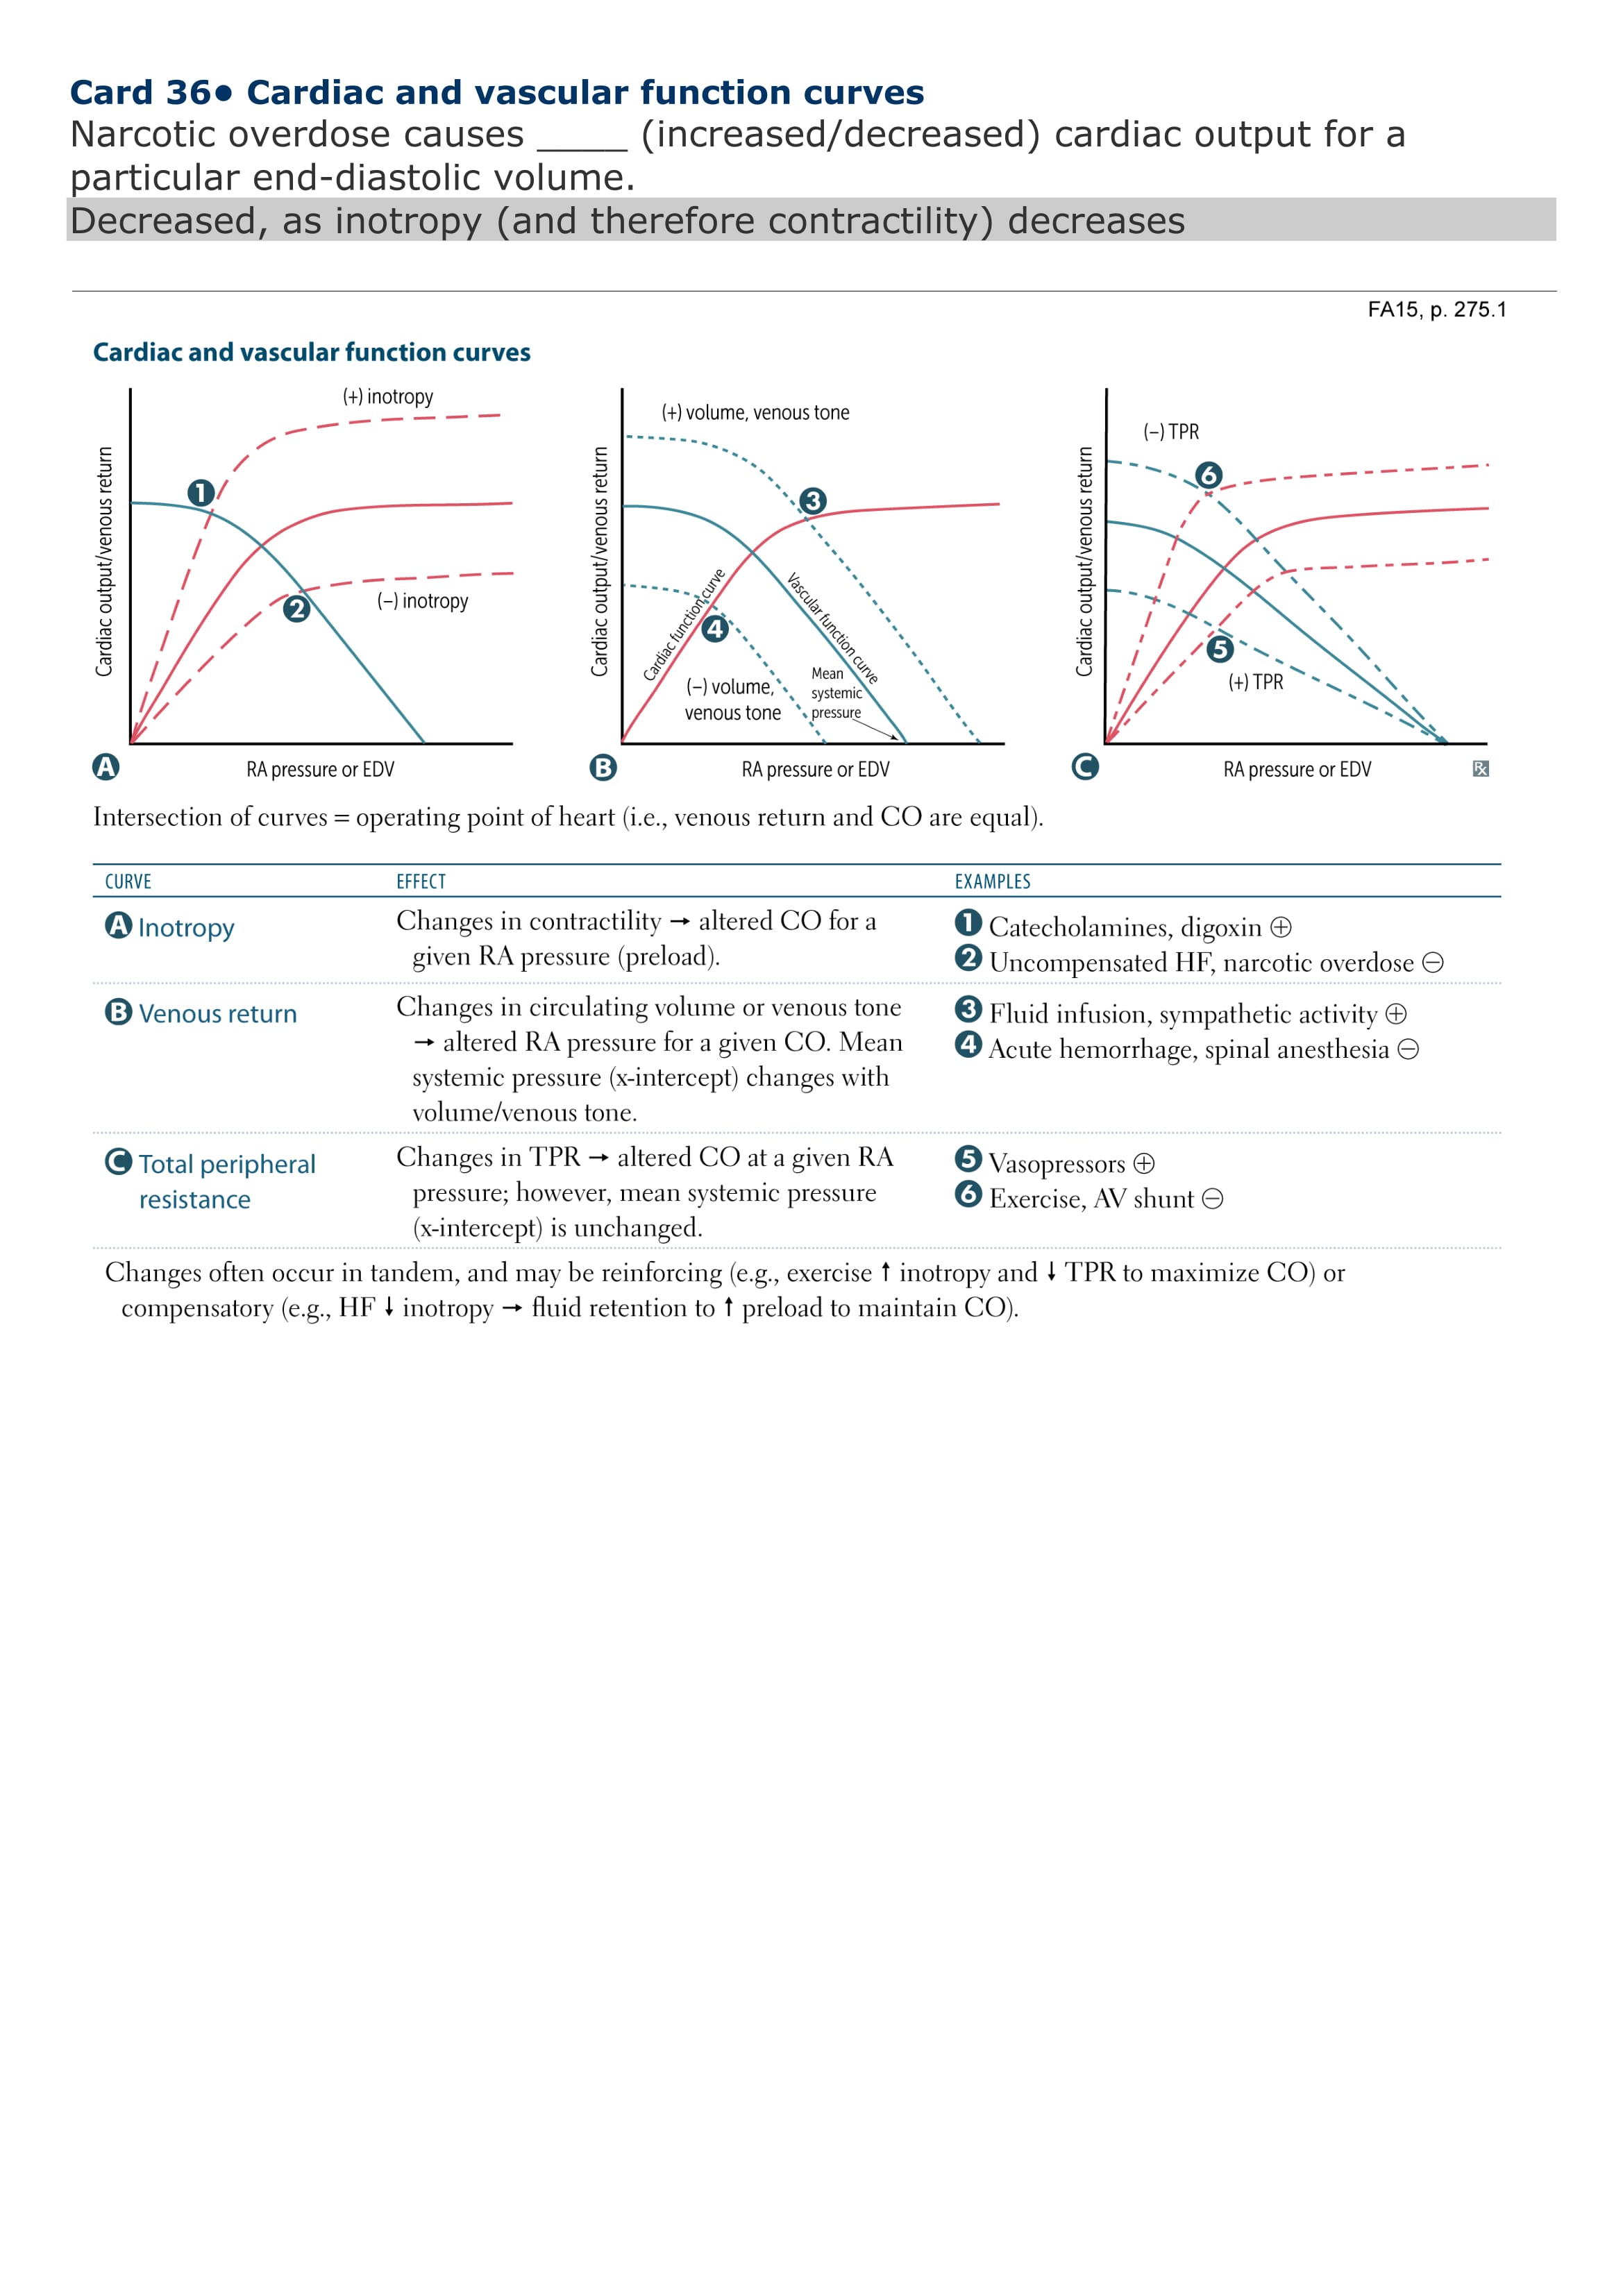 Card 36● Cardiac and vascular function curves
Narcotic overdose causes _____ (increased/decreased) cardiac output for a
particular end-diastolic volume.
Decreased, as inotropy (and therefore contractility) decreases
FA15, p. 275.1
Cardiac and vascular function curves
Cardiac output/venous return
(+) inotropy
1
2
(–) inotropy
A
RA pressure or EDV
Cardiac output/venous return
(+) volume, venous tone
3
Cardiac function curve
Vascular function curve
4
(–) volume,
venous tone
Mean
systemic
pressure
B
RA pressure or EDV
Cardiac output/venous return
(–) TPR
6
5
(+) TPR
C
RA pressure or EDV
Rx
Intersection of curves = operating point of heart (i.e., venous return and CO are equal).
CURVE EFFECT EXAMPLES
A Inotropy Changes in contractility → altered CO for a 1 Catecholamines, digoxin ⊕
given RA pressure (preload). 2 Uncompensated HF, narcotic overdose ⊖
B Venous return Changes in circulating volume or venous tone 3 Fluid infusion, sympathetic activity ⊕
→ altered RA pressure for a given CO. Mean 4 Acute hemorrhage, spinal anesthesia ⊖
systemic pressure (x-intercept) changes with
volume/venous tone.
C Total peripheral Changes in TPR → altered CO at a given RA 5 Vasopressors ⊕
resistance pressure; however, mean systemic pressure 6 Exercise, AV shunt ⊖
(x-intercept) is unchanged.
Changes often occur in tandem, and may be reinforcing (e.g., exercise ↑ inotropy and ↓ TPR to maximize CO) or
compensatory (e.g., HF ↓ inotropy → fluid retention to ↑ preload to maintain CO).